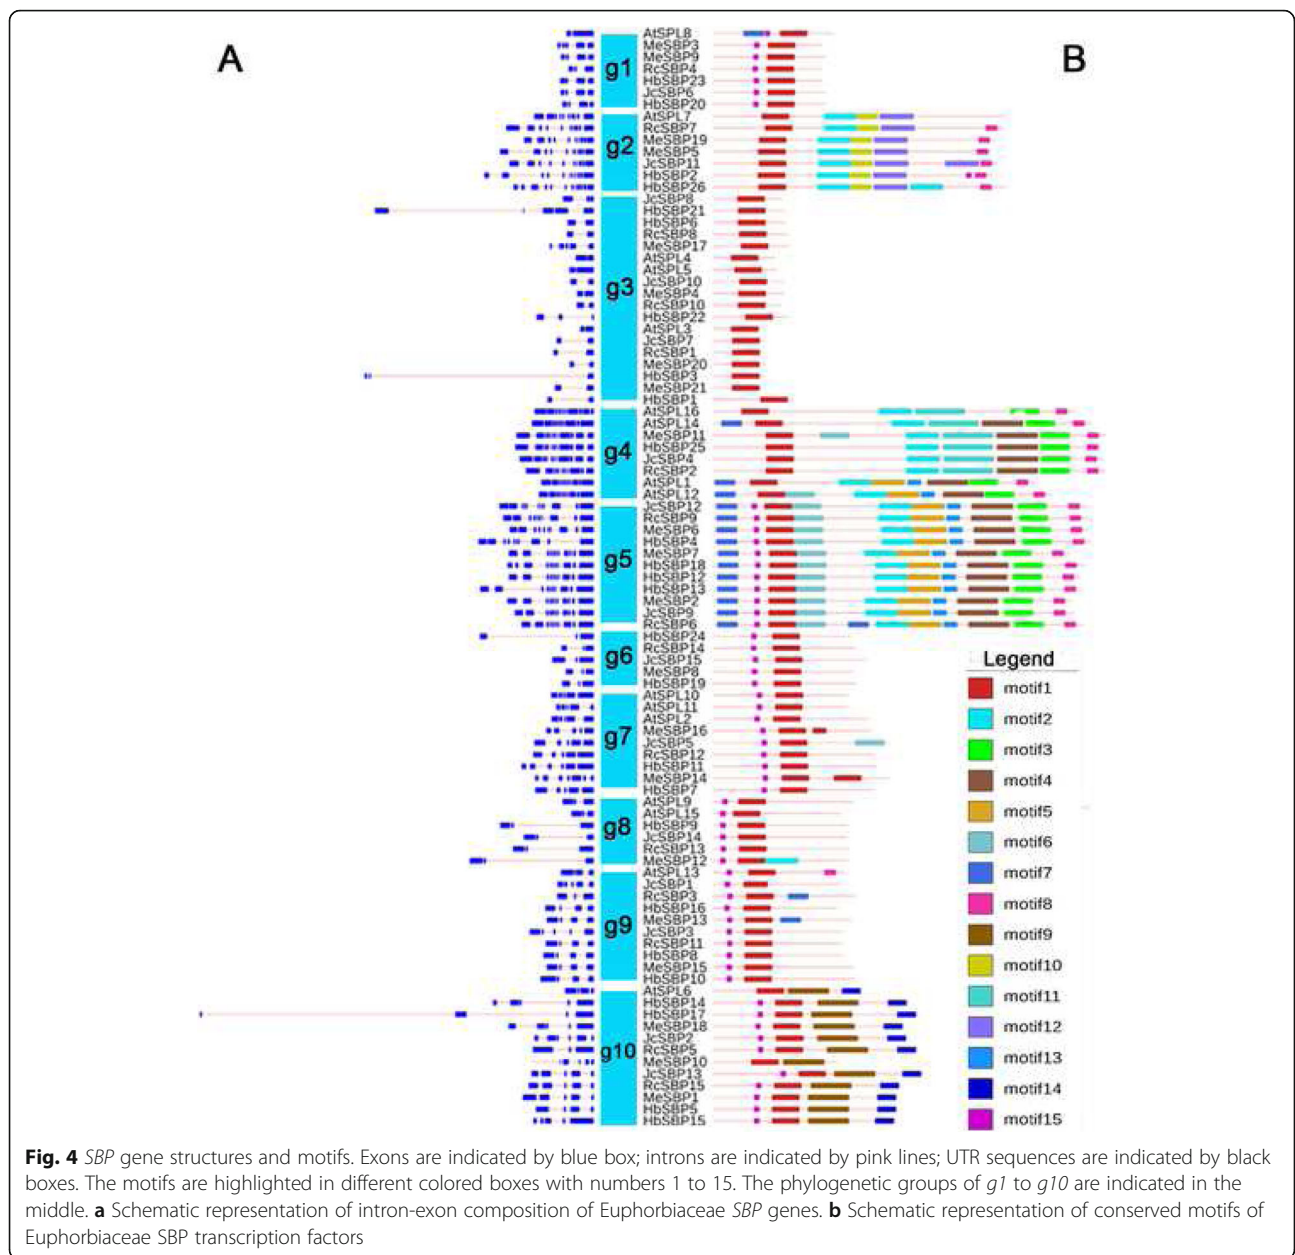 A
B
g1
g2
g3
g4
g5
g6
g7
g8
g9
g10
AtSPL8
MeSBP3
MeSBP9
RcSBP4
HbSBP23
JcSBP6
HbSBP20
AtSPL7
RcSBP7
MeSBP19
MeSBP5
JcSBP11
HbSBP2
HbSBP26
JcSBP8
HbSBP21
HbSBP6
RcSBP8
MeSBP17
AtSPL4
AtSPL5
JcSBP10
MeSBP4
RcSBP10
HbSBP22
AtSPL3
JcSBP7
RcSBP1
MeSBP20
HbSBP3
MeSBP21
HbSBP1
AtSPL16
AtSPL14
MeSBP11
HbSBP25
JcSBP4
RcSBP2
AtSPL1
AtSPL12
JcSBP12
RcSBP9
MeSBP6
HbSBP4
MeSBP7
HbSBP18
HbSBP12
HbSBP13
MeSBP2
JcSBP9
RcSBP6
HbSBP24
RcSBP14
JcSBP15
MeSBP8
HbSBP19
AtSPL10
AtSPL11
AtSPL2
MeSBP16
JcSBP5
RcSBP12
HbSBP11
MeSBP14
HbSBP7
AtSPL9
AtSPL15
HbSBP9
JcSBP14
RcSBP13
MeSBP12
AtSPL13
JcSBP1
RcSBP3
HbSBP16
MeSBP13
JcSBP3
RcSBP11
HbSBP8
MeSBP15
HbSBP10
AtSPL6
HbSBP14
HbSBP17
MeSBP18
JcSBP2
RcSBP5
MeSBP10
JcSBP13
RcSBP15
MeSBP1
HbSBP5
HbSBP15
Legend
motif1
motif2
motif3
motif4
motif5
motif6
motif7
motif8
motif9
motif10
motif11
motif12
motif13
motif14
motif15
Fig. 4 SBP gene structures and motifs. Exons are indicated by blue box; introns are indicated by pink lines; UTR sequences are indicated by black
boxes. The motifs are highlighted in different colored boxes with numbers 1 to 15. The phylogenetic groups of g1 to g10 are indicated in the
middle. a Schematic representation of intron-exon composition of Euphorbiaceae SBP genes. b Schematic representation of conserved motifs of
Euphorbiaceae SBP transcription factors